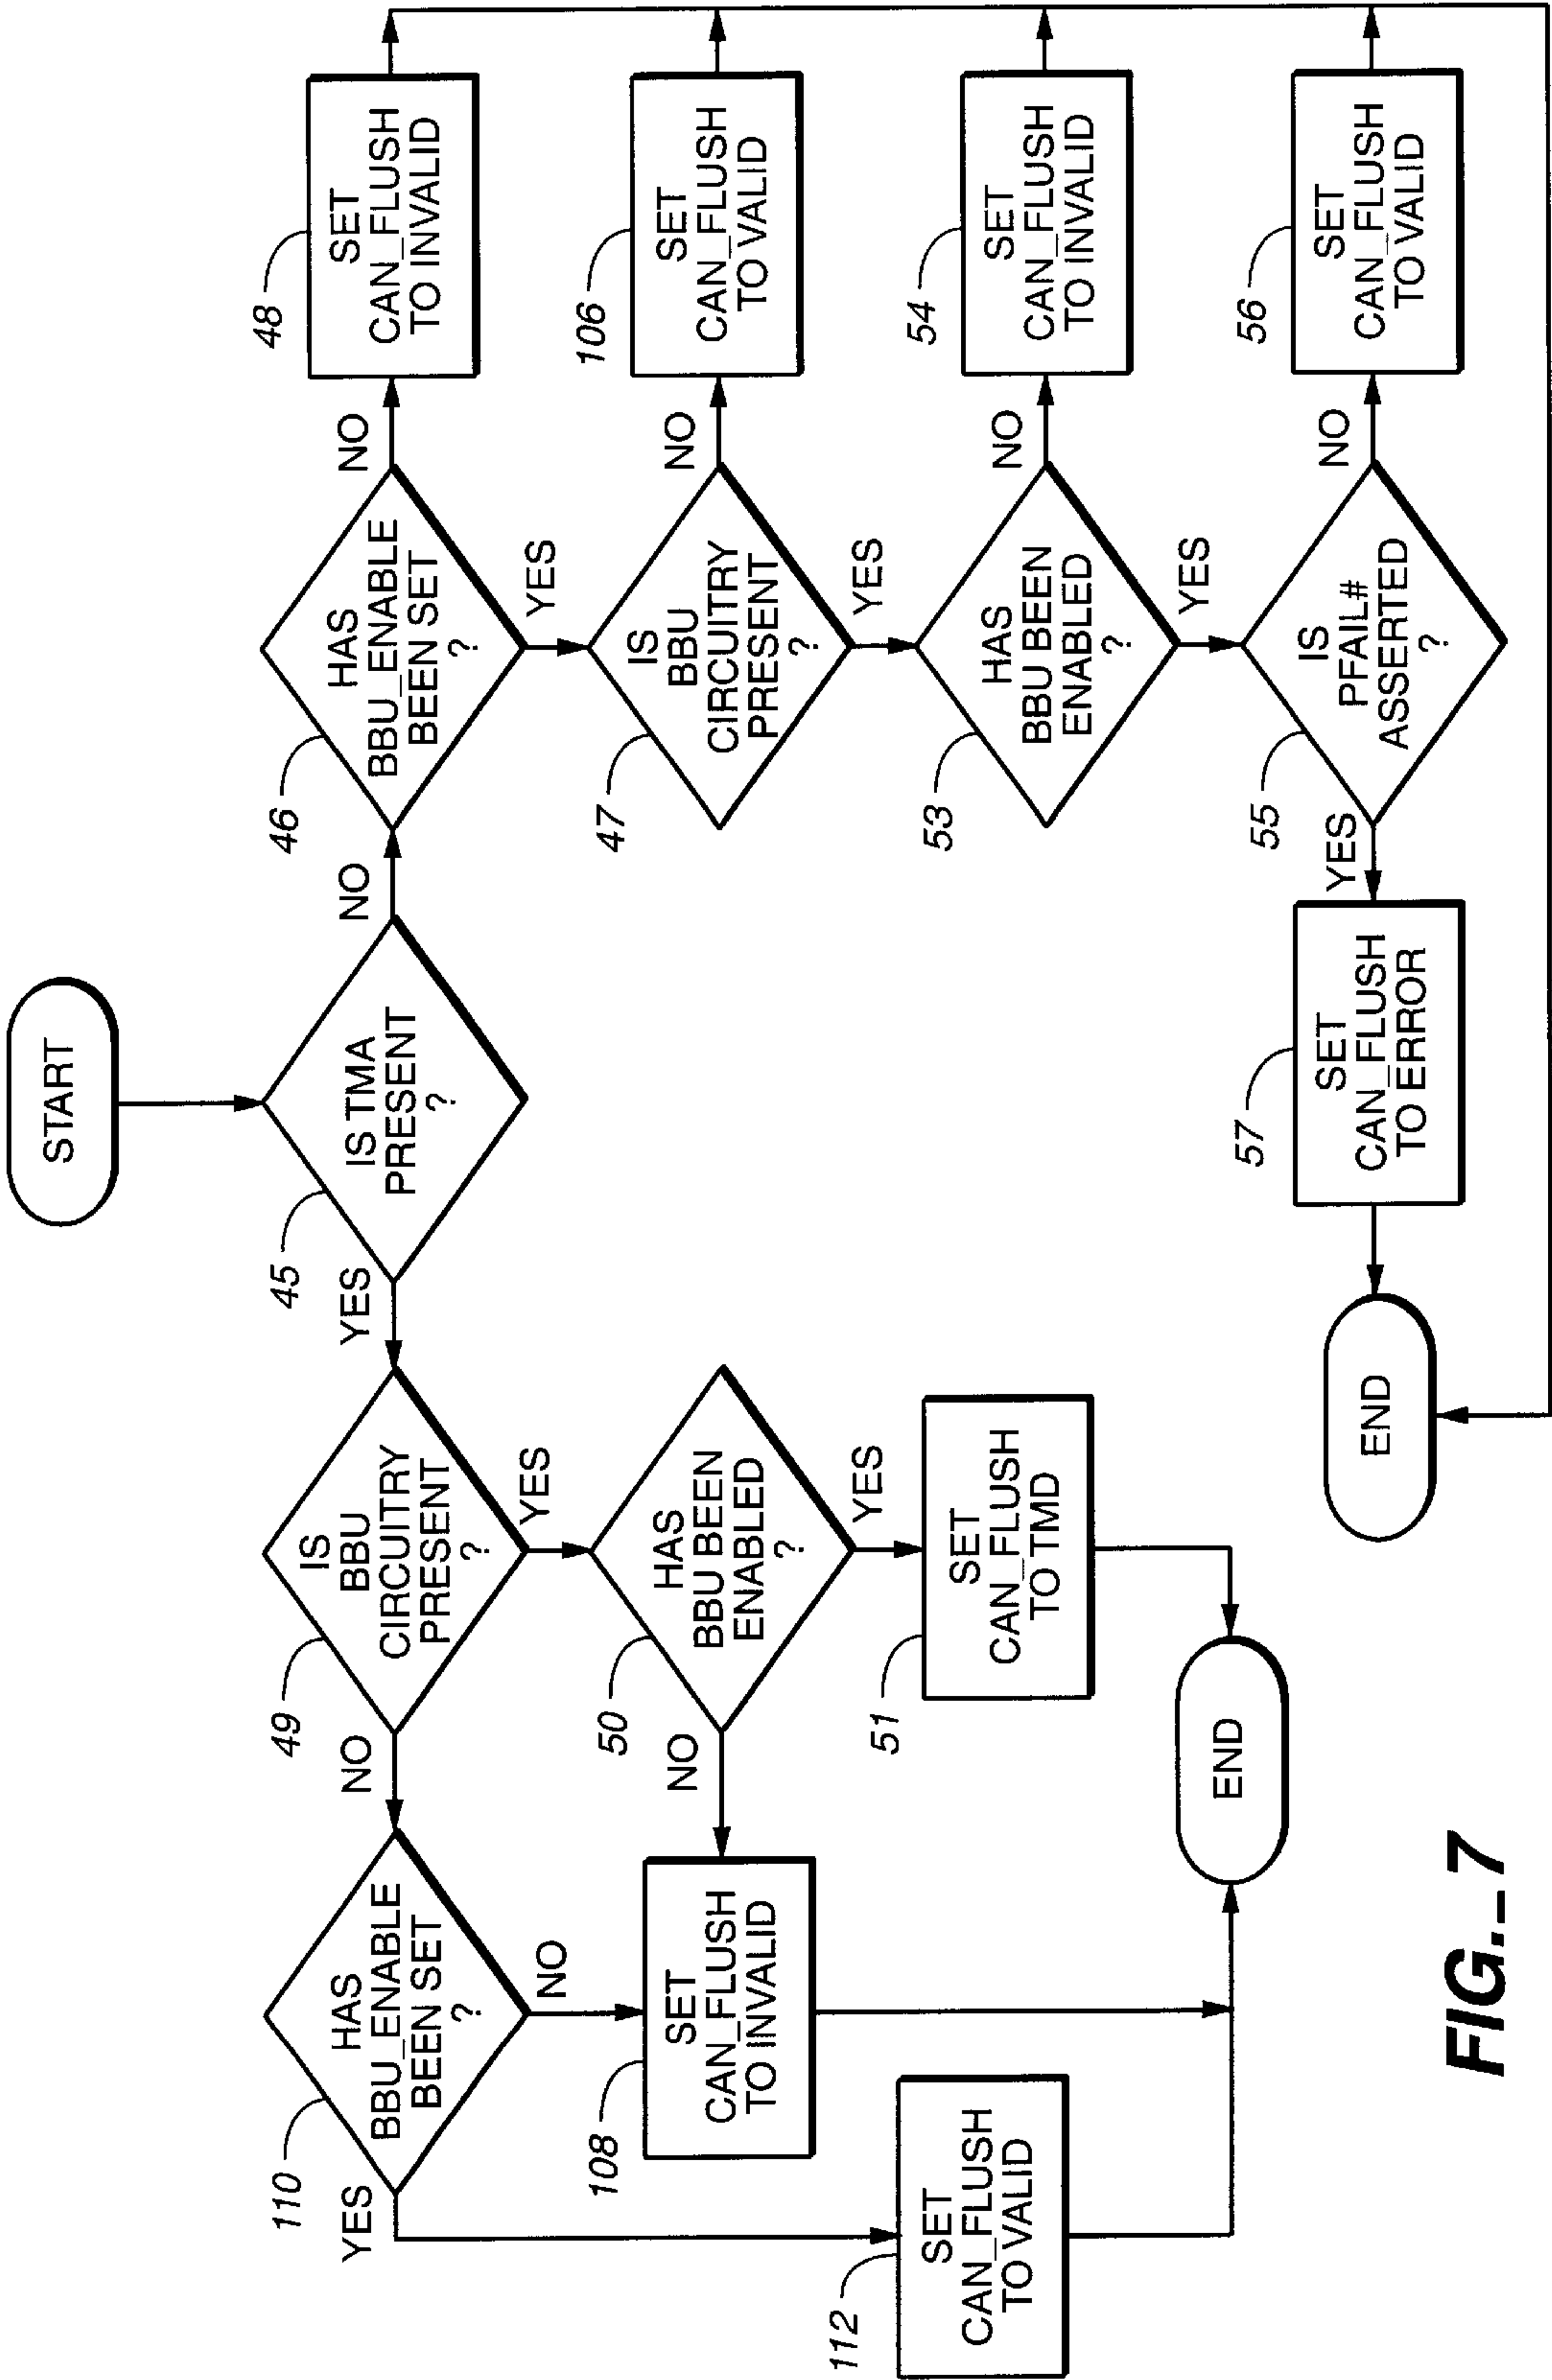 START
45
IS TMA
PRESENT
?
YES
NO
46
HAS
BBU_ENABLE
BEEN SET
?
NO
YES
48
SET
CAN_FLUSH
TO INVALID
47
IS
BBU
CIRCUITRY
PRESENT
?
NO
YES
106
SET
CAN_FLUSH
TO VALID
53
HAS
BBU BEEN
ENABLED
?
NO
YES
54
SET
CAN_FLUSH
TO INVALID
55
IS
PFAIL#
ASSERTED
?
NO
YES
56
SET
CAN_FLUSH
TO VALID
57
SET
CAN_FLUSH
TO ERROR
END
49
IS
BBU
CIRCUITRY
PRESENT
?
NO
YES
50
HAS
BBU BEEN
ENABLED
?
NO
YES
51
SET
CAN_FLUSH
TO TMD
110
HAS
BBU_ENABLE
BEEN SET
?
YES
NO
108
SET
CAN_FLUSH
TO INVALID
112
SET
CAN_FLUSH
TO VALID
END
FIG._7